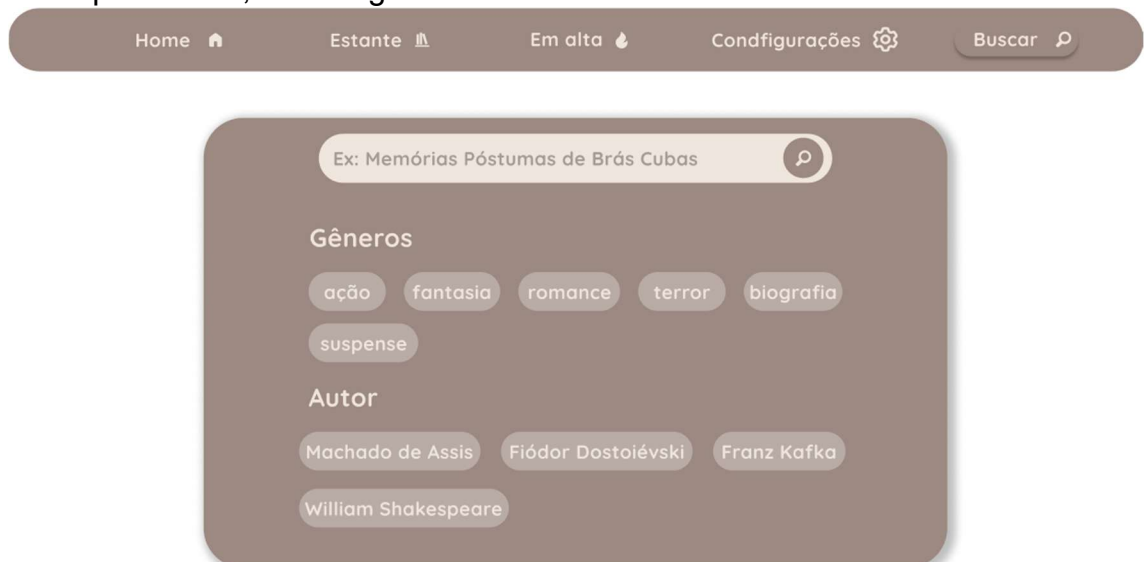 Home Estante Em alta Condfigurações Buscar
Ex: Memórias Póstumas de Brás Cubas
Gêneros
ação fantasia romance terror biografia
suspense
Autor
Machado de Assis Fiódor Dostoiévski Franz Kafka
William Shakespeare